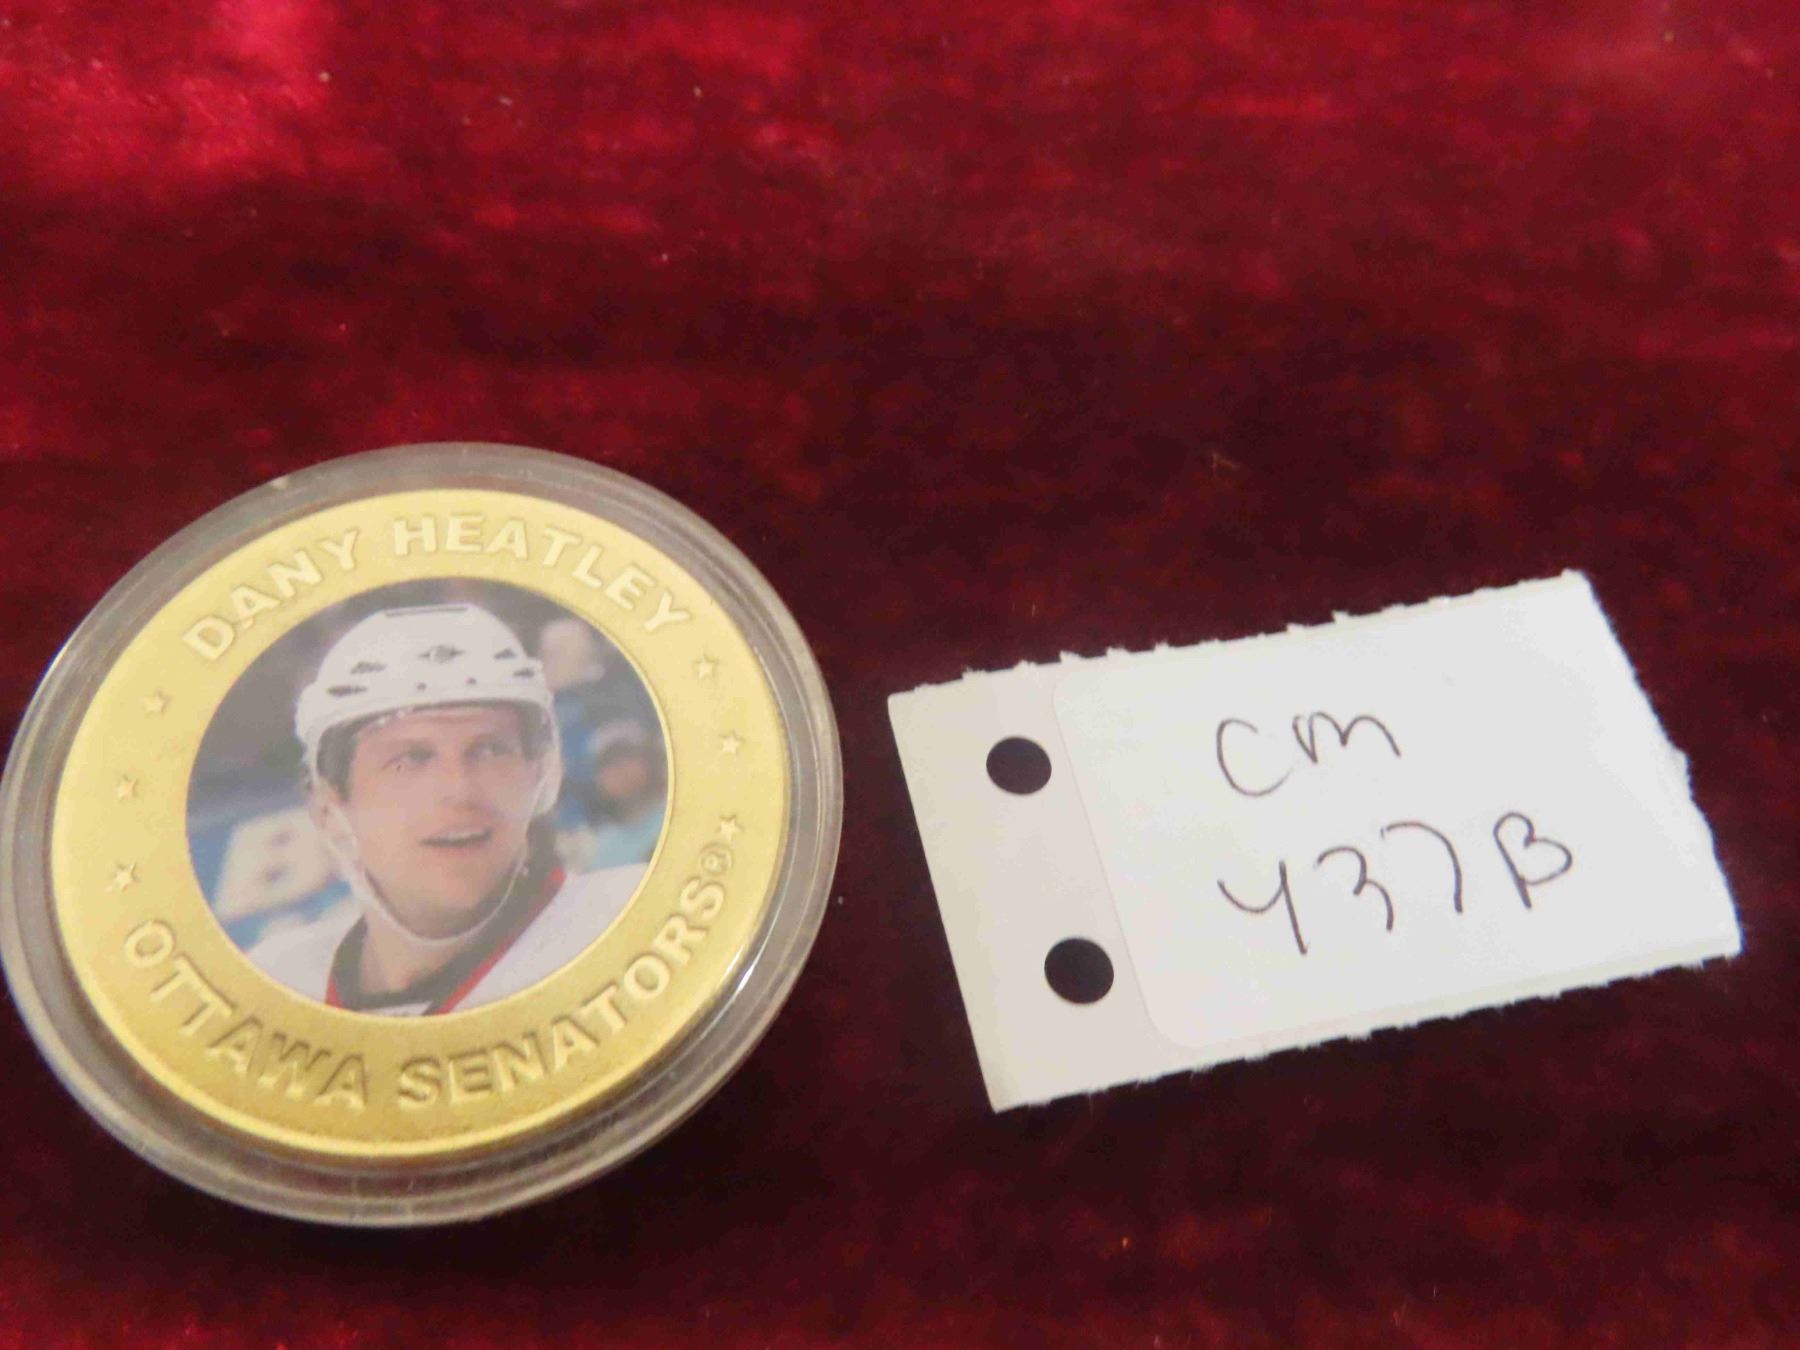 DANY HEATLEY
OTTAWA SENATORS®
Cm
437B